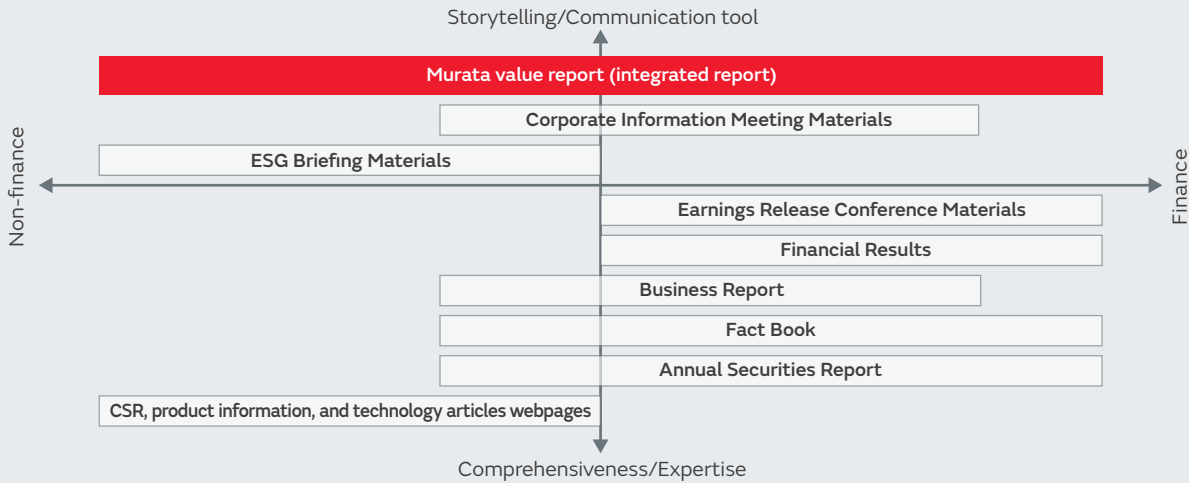 Storytelling/Communication tool
Murata value report (integrated report)
Corporate Information Meeting Materials
ESG Briefing Materials
Non-finance
Finance
Earnings Release Conference Materials
Financial Results
Business Report
Fact Book
Annual Securities Report
CSR, product information, and technology articles webpages
Comprehensiveness/Expertise